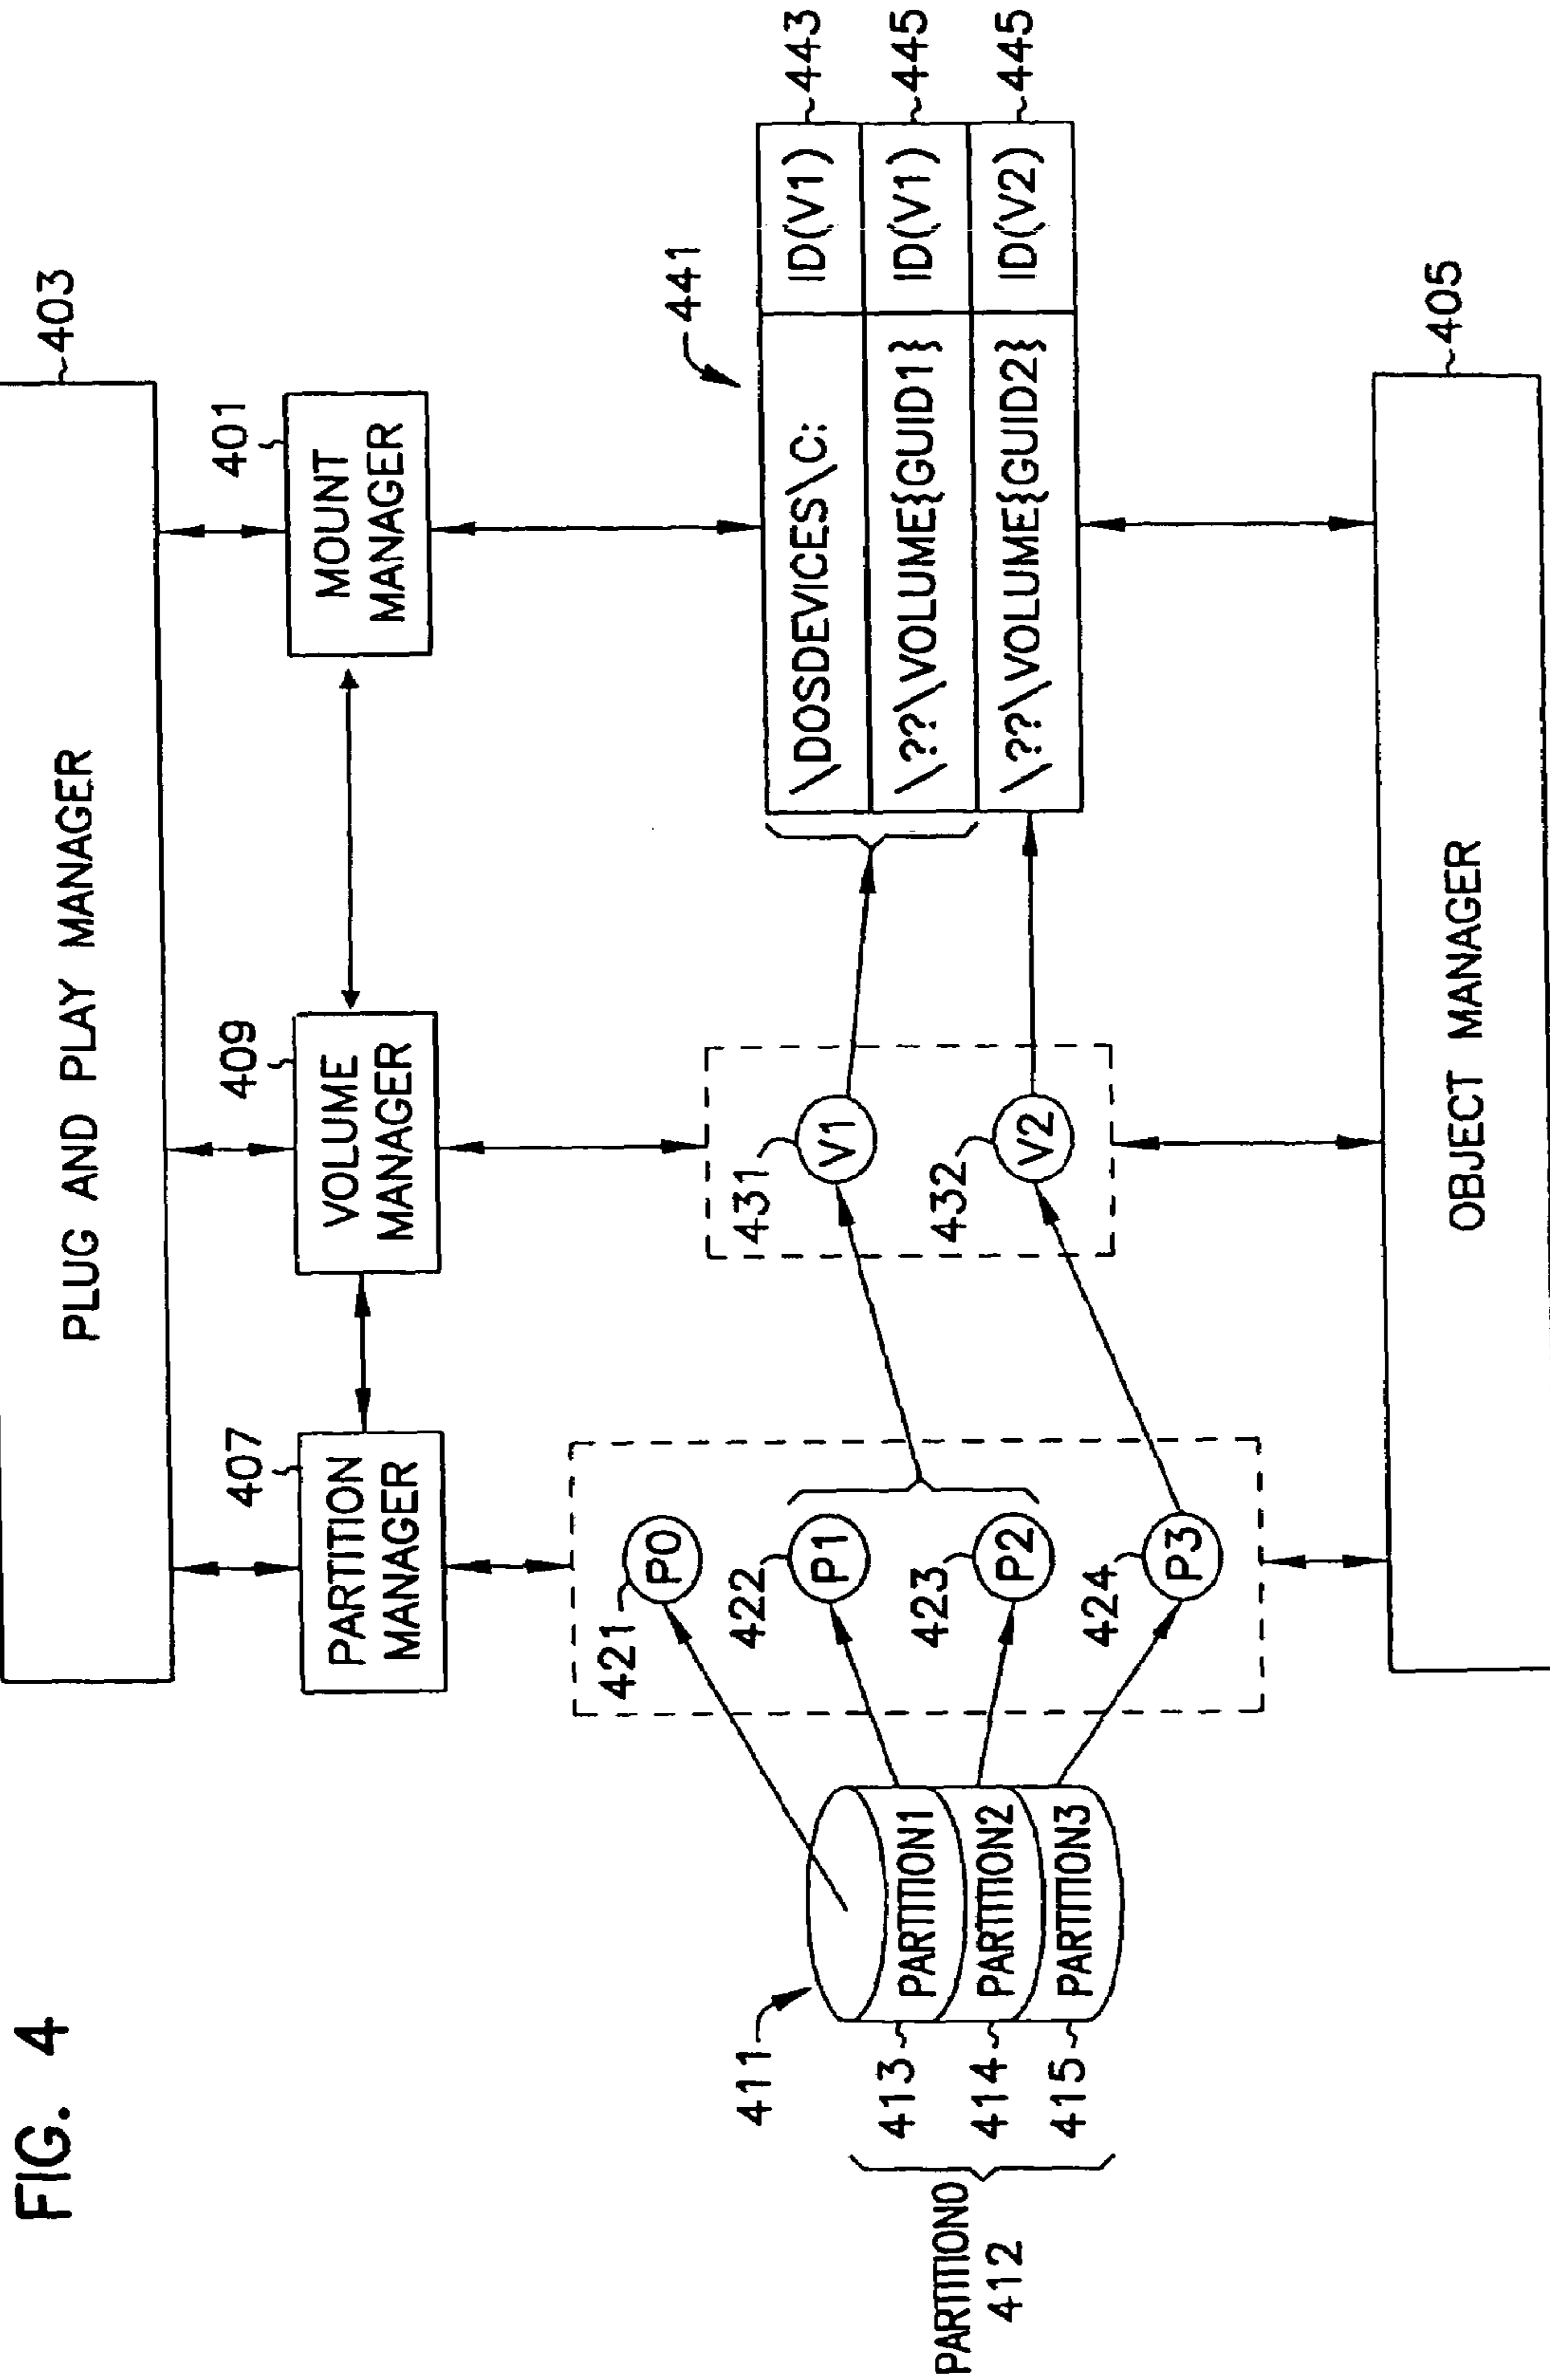 FIG. 4
PLUG AND PLAY MANAGER
403
407
PARTITION
MANAGER
409
VOLUME
MANAGER
401
MOUNT
MANAGER
411
413
PARTITION1
414
PARTITION2
415
PARTITION3
PARTITION0
412
421
P0
422
P1
423
P2
424
P3
431
V1
432
V2
441
\DOSDEVICES\C:
ID(V1)
443
\??\VOLUME{GUID1}
ID(V1)
445
\??\VOLUME{GUID2}
ID(V2)
445
OBJECT MANAGER
405